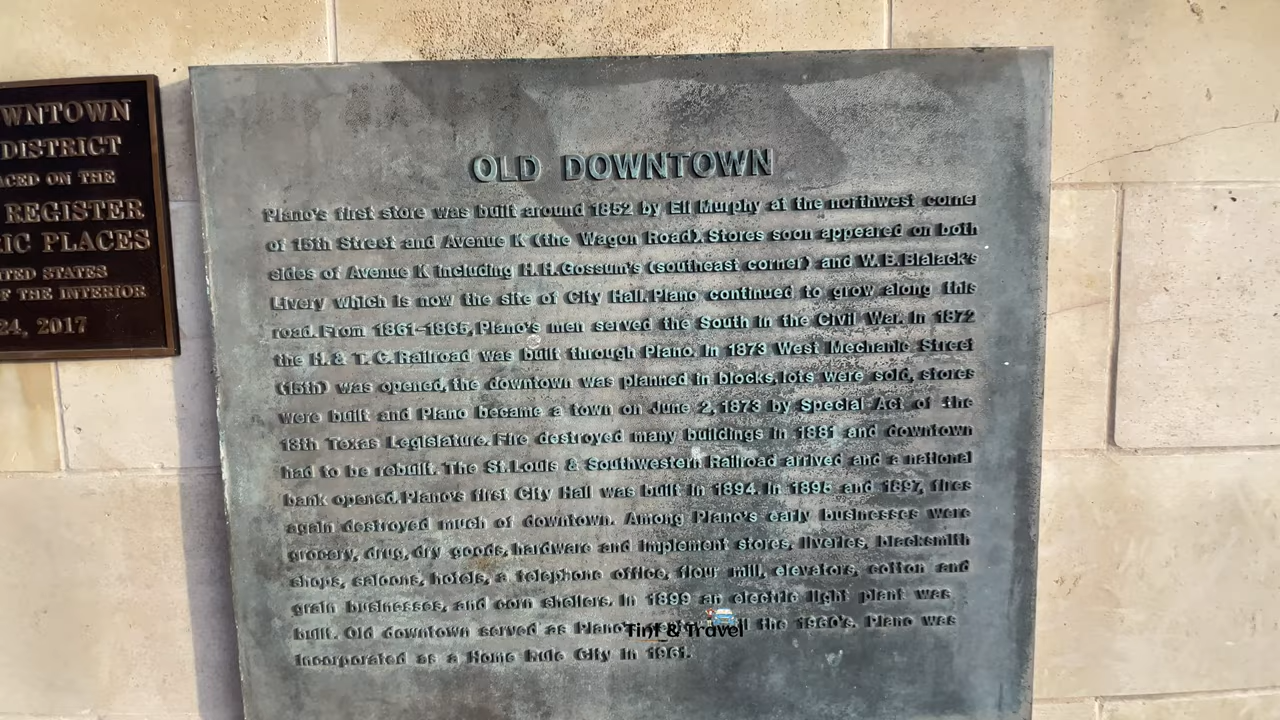 WNTOWN
DISTRICT
ACED ON THE
REGISTER
RIC PLACES
ITED STATES
OF THE INTERIOR
24, 2017
OLD DOWNTOWN
Plano's first store was built around 1852 by Eli Murphy at the northwest corner
of 15th Street and Avenue K (the Wagon Road). Stores soon appeared on both
sides of Avenue K including H.H. Gossum's (southeast corner) and W.B. Blalack's
Livery which is now the site of City Hall. Plano continued to grow along this
road. From 1861-1865, Plano's men served the South in the Civil War. In 1872
the H. & T. C. Railroad was built through Plano. In 1873 West Mechanic Street
(15th) was opened, the downtown was planned in blocks, lots were sold, stores
were built and Plano became a town on June 2, 1873 by Special Act of the
13th Texas Legislature. Fire destroyed many buildings in 1881 and downtown
had to be rebuilt. The St. Louis & Southwestern Railroad arrived and a national
bank opened. Plano's first City Hall was built in 1894. In 1895 and 1897, fires
again destroyed much of downtown. Among Plano's early businesses were
grocery, drug, dry goods, hardware and implement stores, liveries, blacksmith
shops, saloons, hotels, a telephone office, flour mill, elevators, cotton and
grain businesses, and corn shellers. In 1899 an electric light plant was
built. Old downtown served as Plano's the 1960's. Plano was
Tint & Travel
incorporated as a Home Rule City in 1961.